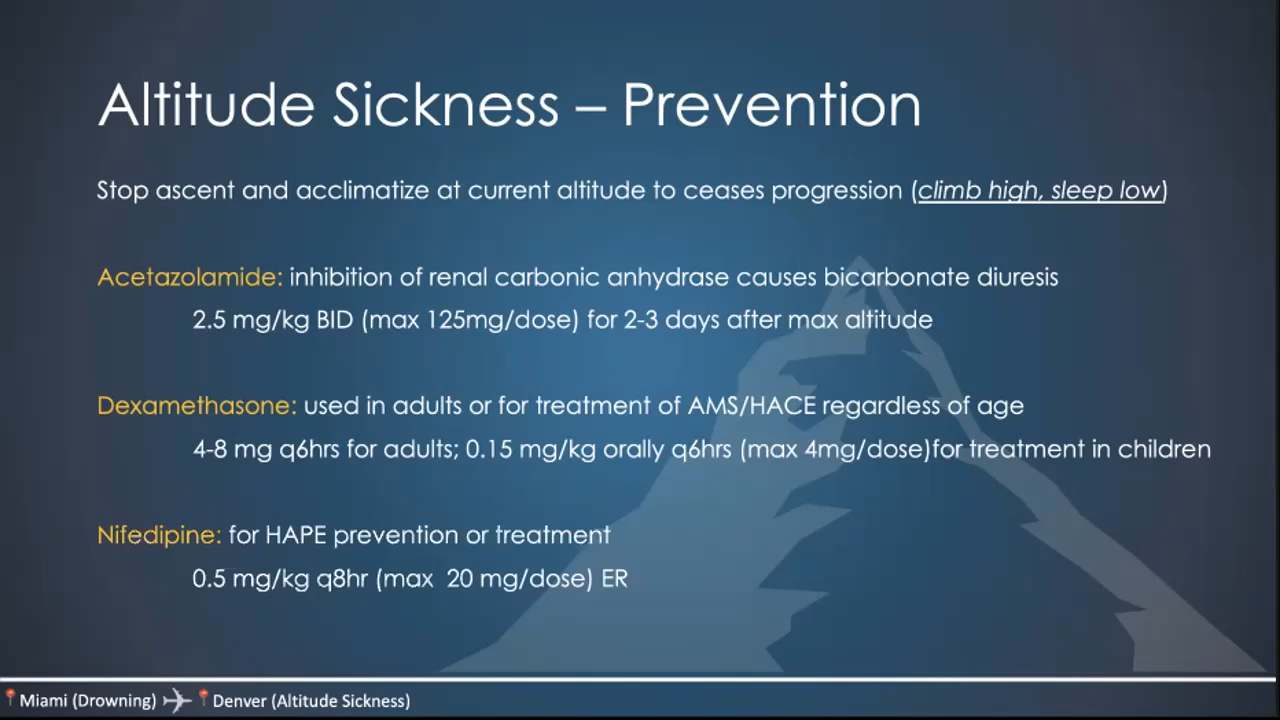 Altitude Sickness – Prevention
Stop ascent and acclimatize at current altitude to ceases progression (climb high, sleep low)
Acetazolamide: inhibition of renal carbonic anhydrase causes bicarbonate diuresis
2.5 mg/kg BID (max 125mg/dose) for 2-3 days after max altitude
Dexamethasone: used in adults or for treatment of AMS/HACE regardless of age
4-8 mg q6hrs for adults; 0.15 mg/kg orally q6hrs (max 4mg/dose)for treatment in children
Nifedipine: for HAPE prevention or treatment
0.5 mg/kg q8hr (max  20 mg/dose) ER
Miami (Drowning) Denver (Altitude Sickness)